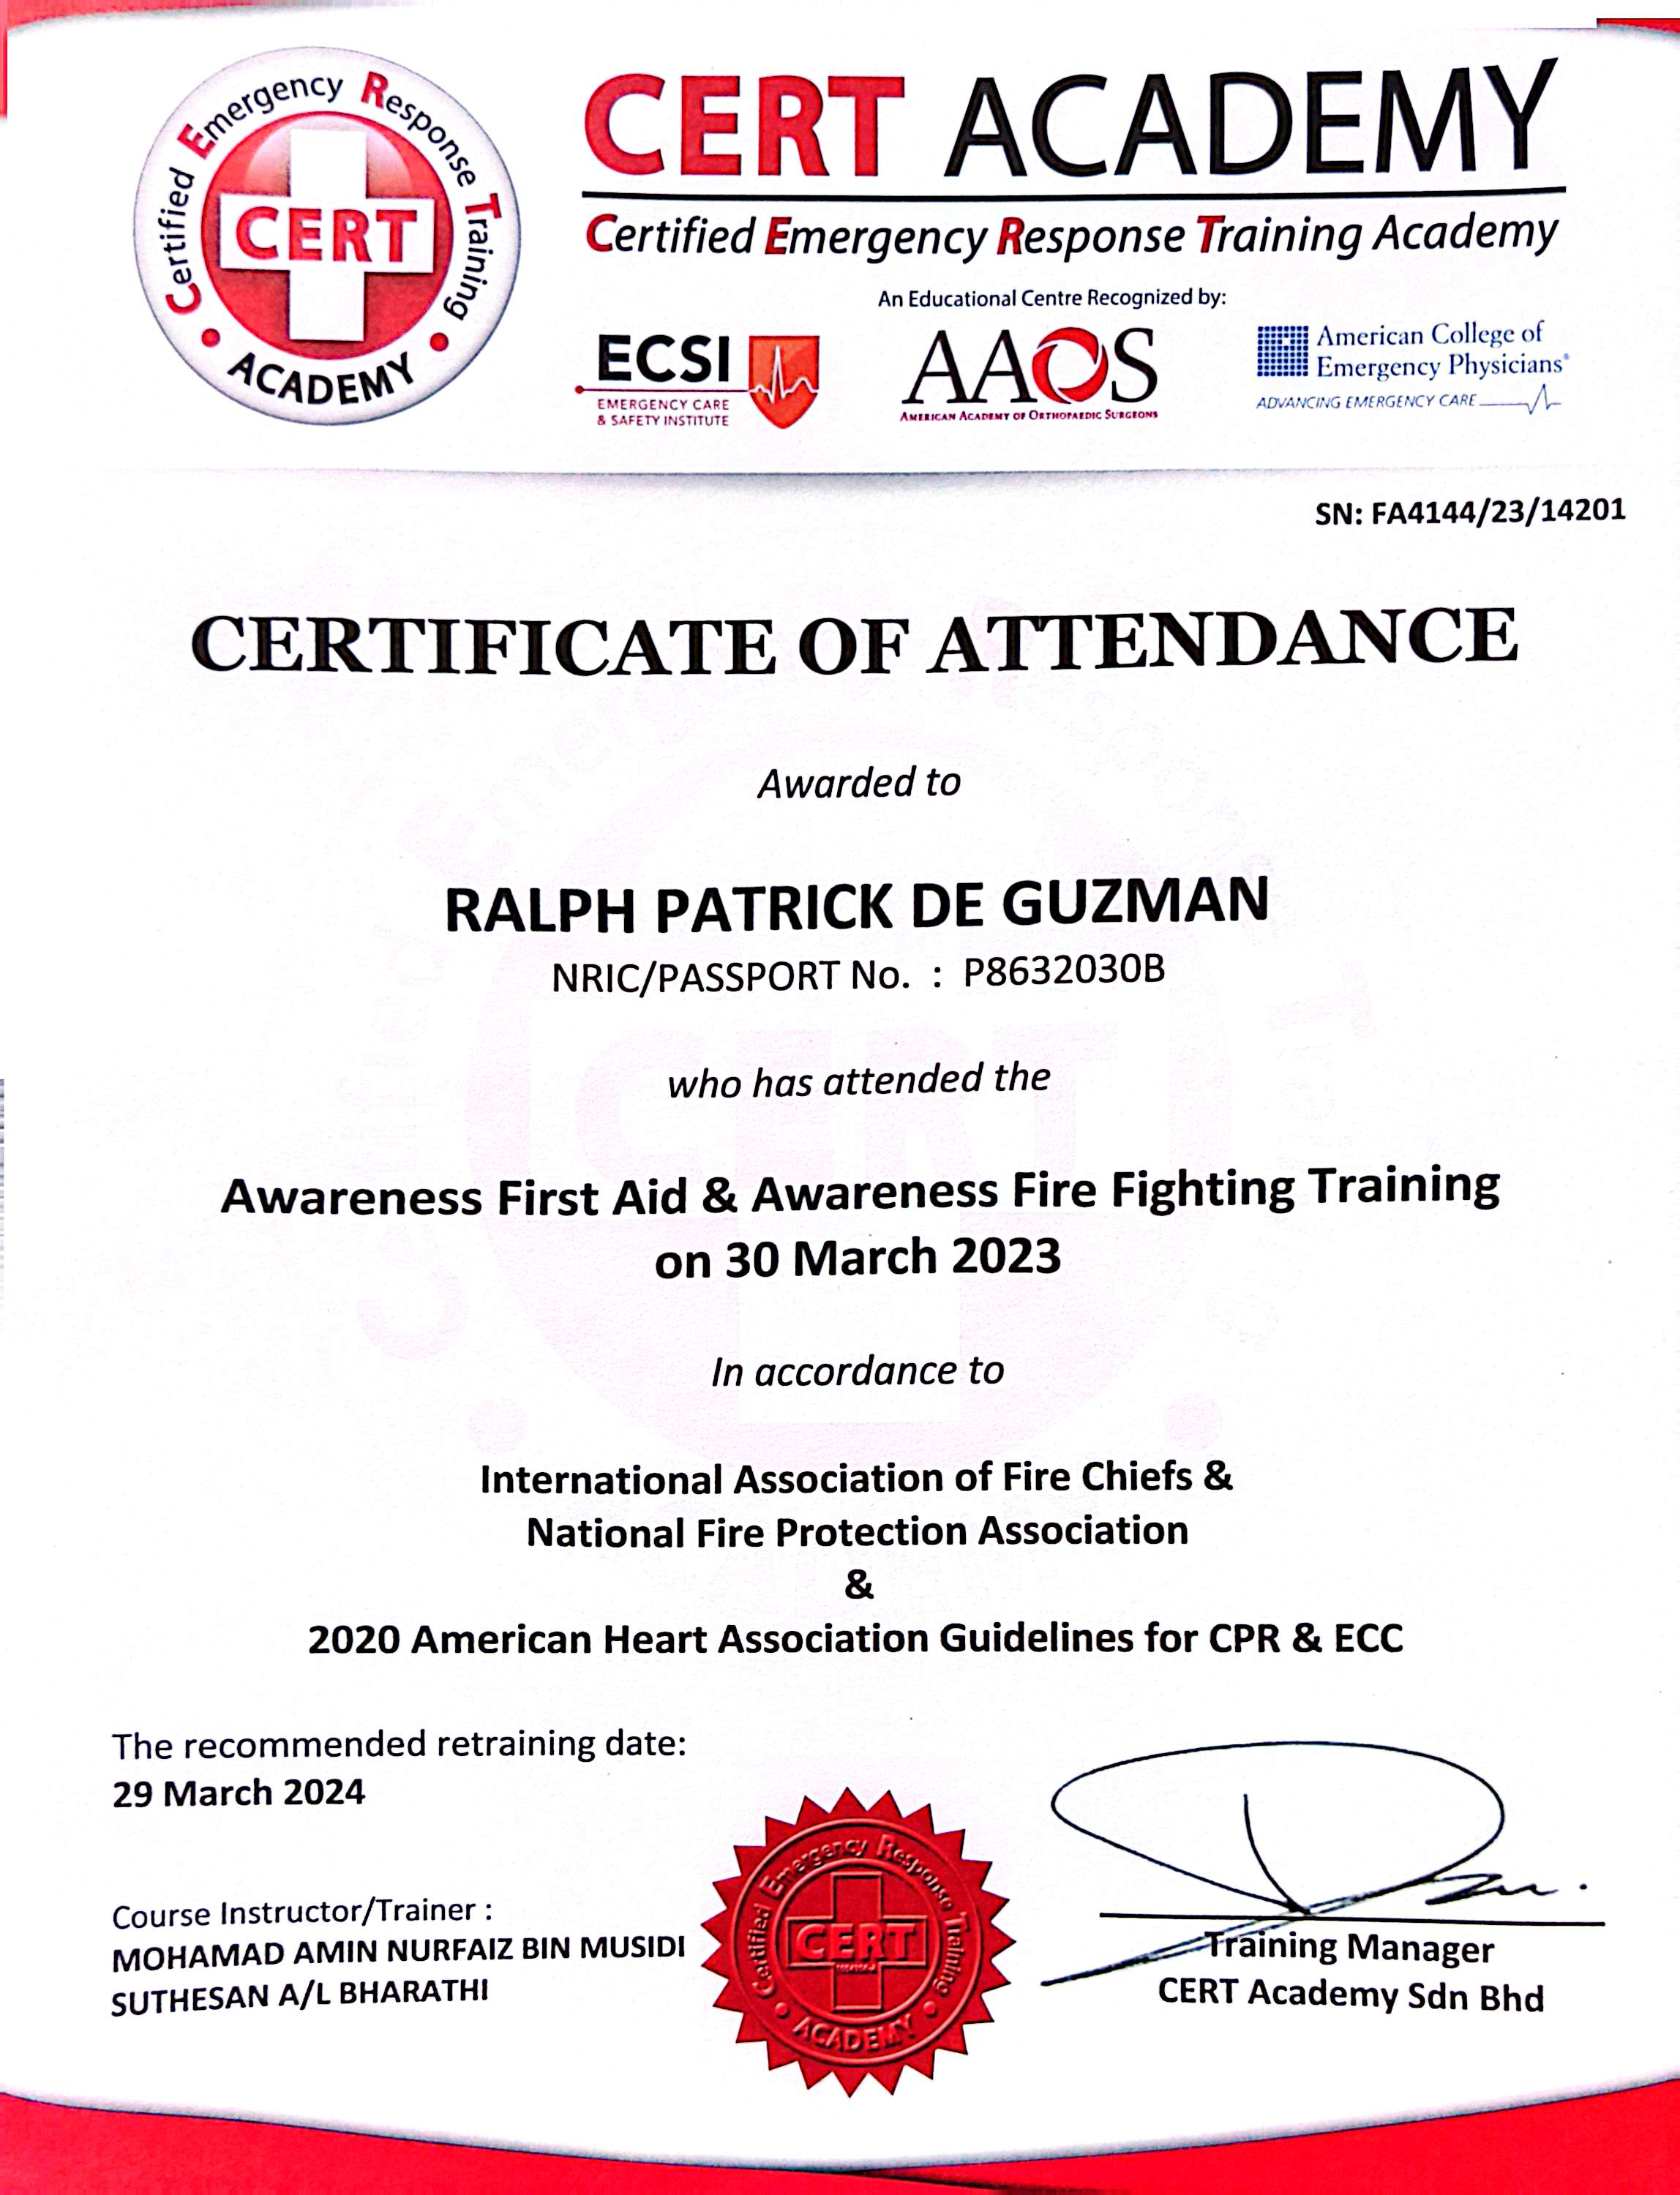 Certified Emergency Response Training
CERT
ACADEMY
CERT ACADEMY
Certified Emergency Response Training Academy
An Educational Centre Recognized by:
ECSI
EMERGENCY CARE
& SAFETY INSTITUTE
AAOS
AMERICAN ACADEMY OF ORTHOPAEDIC SURGEONS
American College of
Emergency Physicians®
ADVANCING EMERGENCY CARE
SN: FA4144/23/14201
CERTIFICATE OF ATTENDANCE
Awarded to
RALPH PATRICK DE GUZMAN
NRIC/PASSPORT No. : P8632030B
who has attended the
Awareness First Aid & Awareness Fire Fighting Training
on 30 March 2023
In accordance to
International Association of Fire Chiefs &
National Fire Protection Association
&
2020 American Heart Association Guidelines for CPR & ECC
The recommended retraining date:
29 March 2024
Course Instructor/Trainer :
MOHAMAD AMIN NURFAIZ BIN MUSIDI
SUTHESAN A/L BHARATHI
Certified Emergency Response Training
CERT
ACADEMY
Training Manager
CERT Academy Sdn Bhd